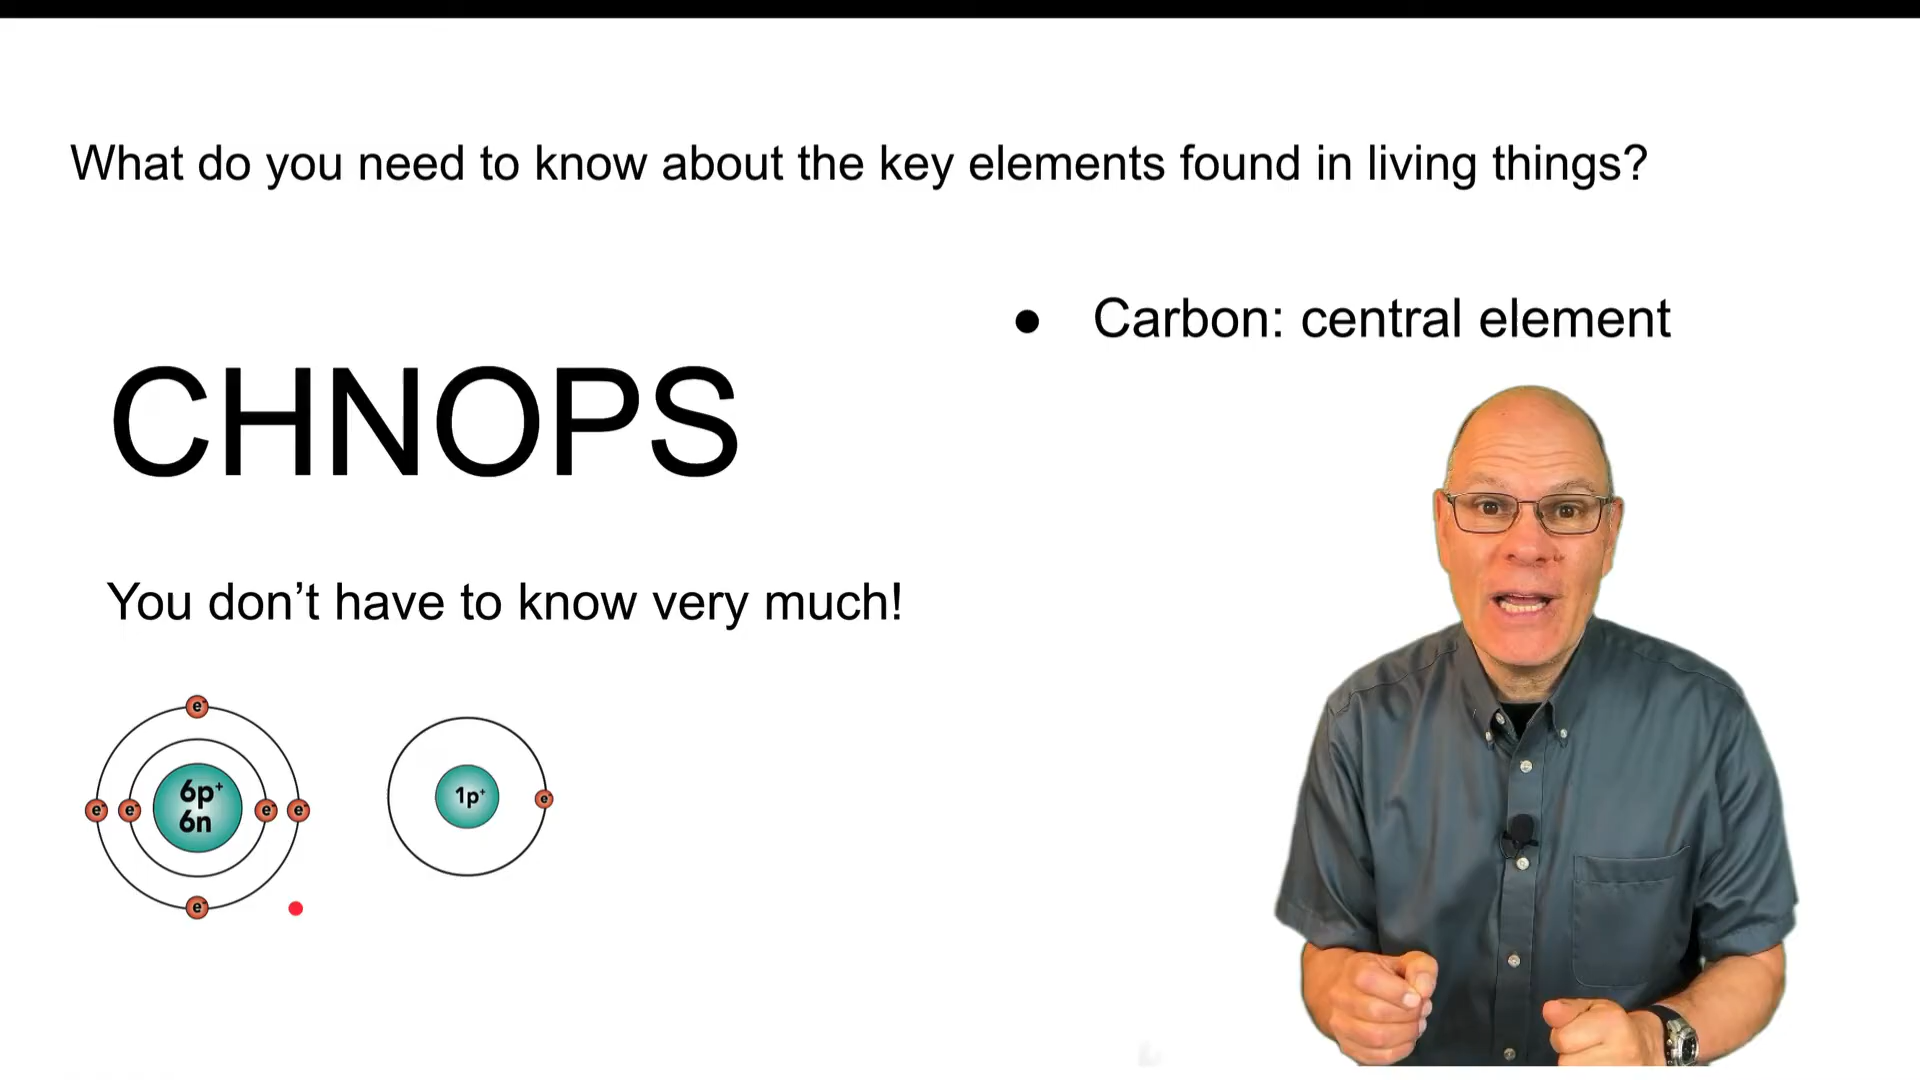 What do you need to know about the key elements found in living things?
● Carbon: central element
CHNOPS
You don’t have to know very much!
e-
e- e- 6p+ e- e-
6n
e-
1p+ e-